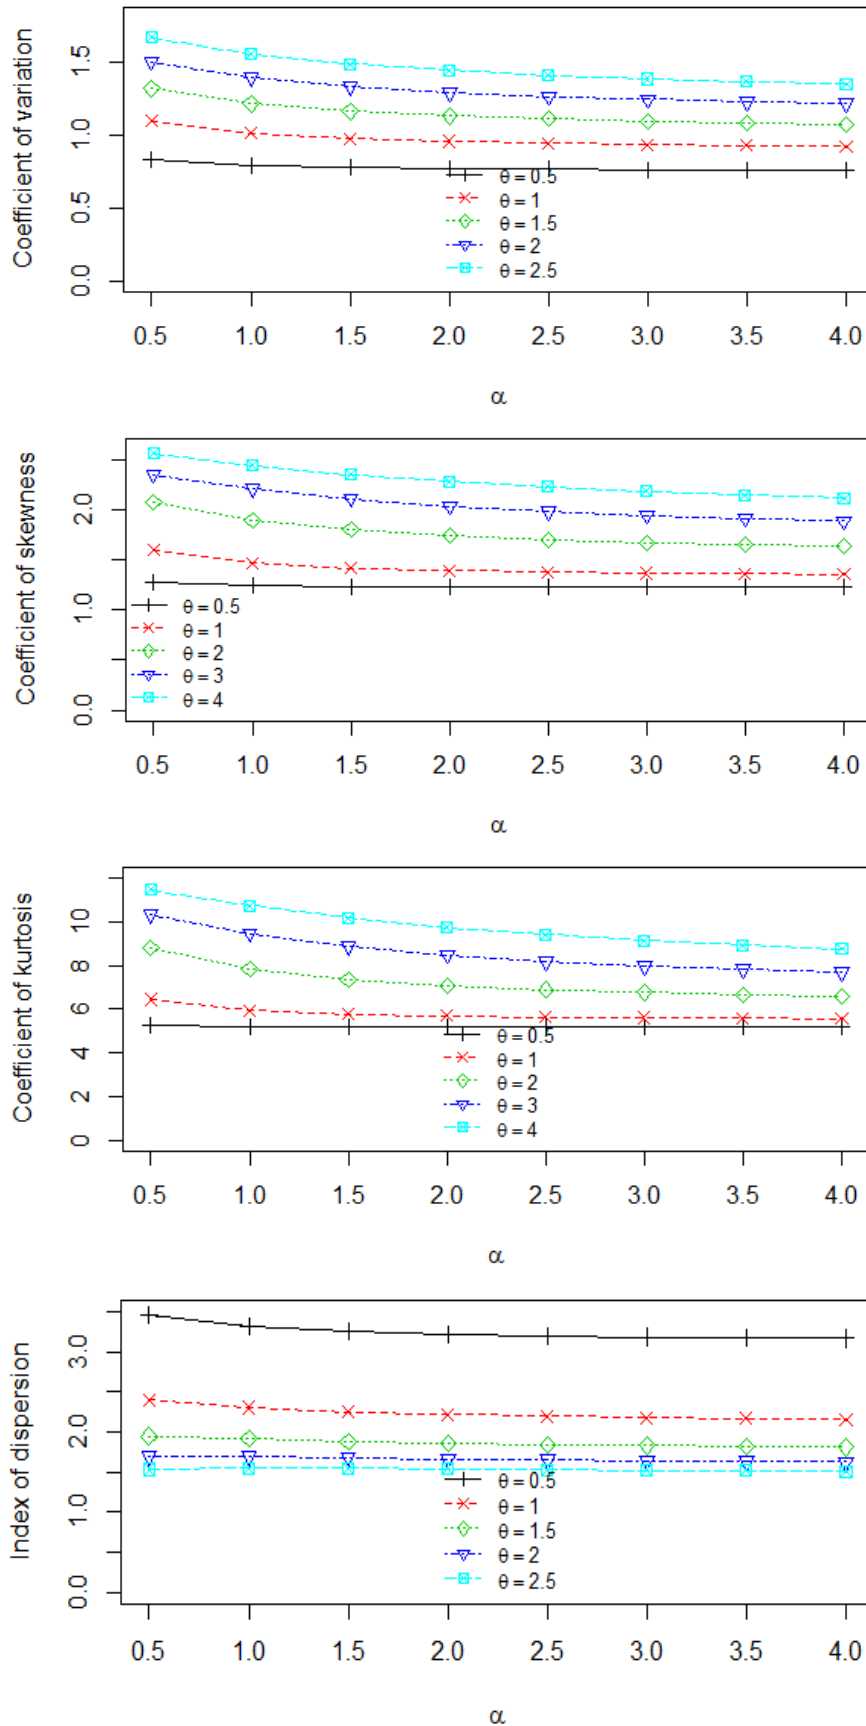 Coefficient of variation
1.5
1.0
0.5
0.0
θ = 0.5
θ = 1
θ = 1.5
θ = 2
θ = 2.5
0.5 1.0 1.5 2.0 2.5 3.0 3.5 4.0
α
Coefficient of skewness
2.0
1.0
0.0
θ = 0.5
θ = 1
θ = 2
θ = 3
θ = 4
0.5 1.0 1.5 2.0 2.5 3.0 3.5 4.0
α
Coefficient of kurtosis
10
8
6
4
2
0
θ = 0.5
θ = 1
θ = 2
θ = 3
θ = 4
0.5 1.0 1.5 2.0 2.5 3.0 3.5 4.0
α
Index of dispersion
3.0
2.0
1.0
0.0
θ = 0.5
θ = 1
θ = 1.5
θ = 2
θ = 2.5
0.5 1.0 1.5 2.0 2.5 3.0 3.5 4.0
α